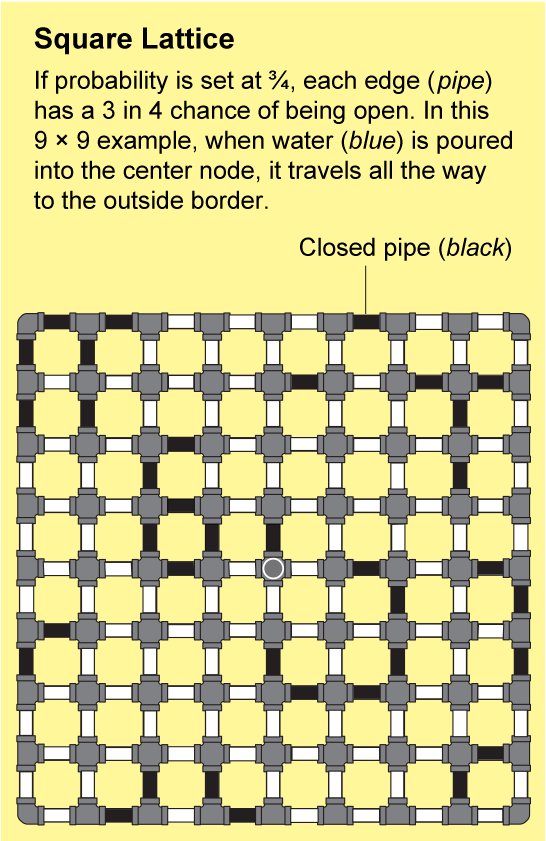 Square Lattice
If probability is set at ¾, each edge (pipe)
has a 3 in 4 chance of being open. In this
9 × 9 example, when water (blue) is poured
into the center node, it travels all the way
to the outside border.
Closed pipe (black)